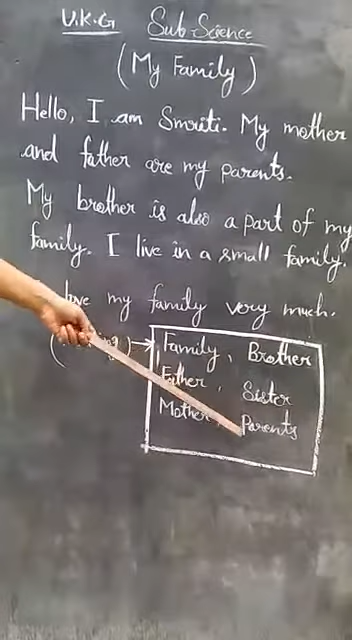 U.K.G Sub-Science
(My Family)
Hello, I am Smriti. My mother
and father are my parents.
My brother is also a part of my
family. I live in a small family.
love my family very much.
Family, Brother
Father, Sister
Mother, Parents